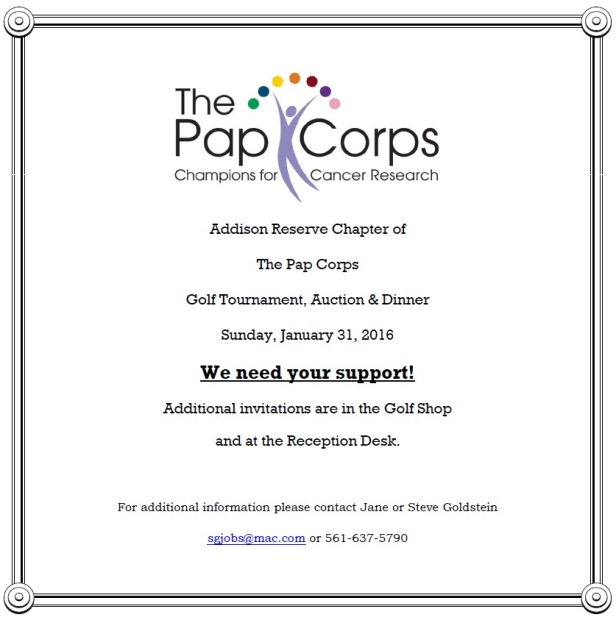 The
Pap Corps
Champions for Cancer Research
Addison Reserve Chapter of
The Pap Corps
Golf Tournament, Auction & Dinner
Sunday, January 31, 2016
We need your support!
Additional invitations are in the Golf Shop
and at the Reception Desk.
For additional information please contact Jane or Steve Goldstein
sgjobs@mac.com or 561-637-5790